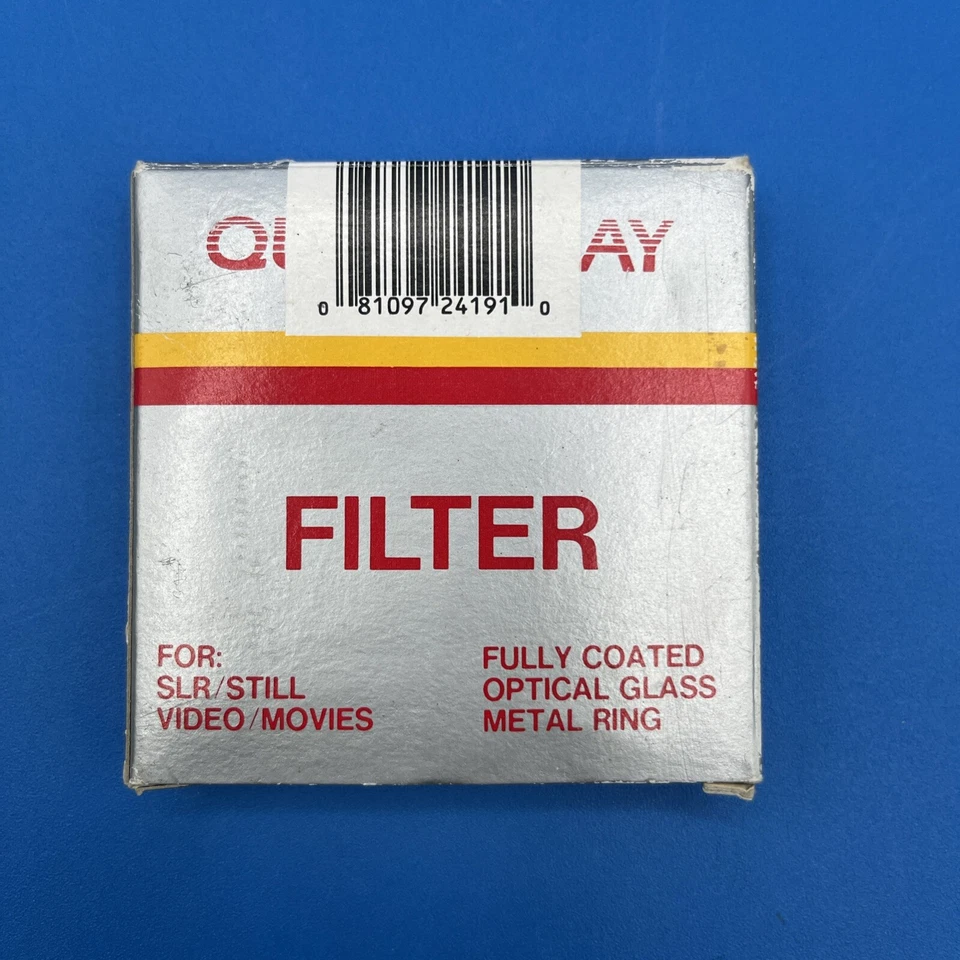 QU AY
0 81097 24191 0
FILTER
FOR:
SLR/STILL
VIDEO/MOVIES
FULLY COATED
OPTICAL GLASS
METAL RING